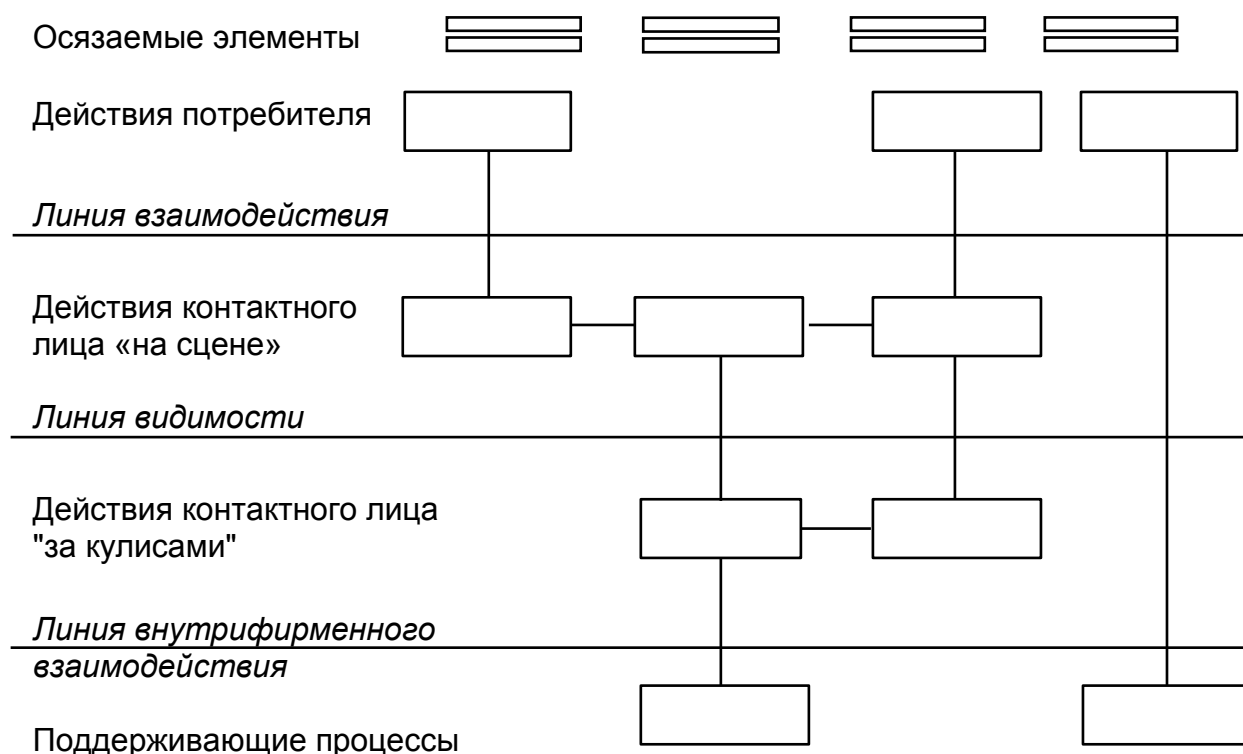 Осязаемые элементы
Действия потребителя
Линия взаимодействия
Действия контактного
лица «на сцене»
Линия видимости
Действия контактного лица
"за кулисами"
Линия внутрифирменного
взаимодействия
Поддерживающие процессы